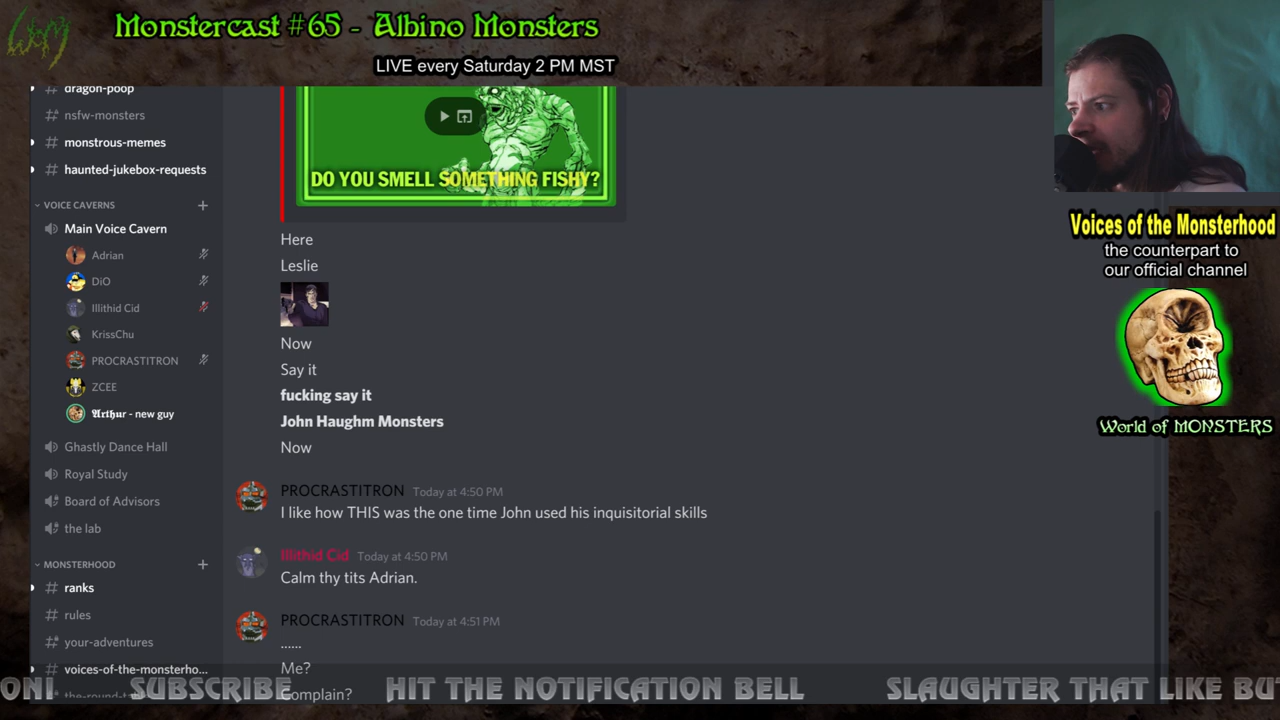 Monstercast #65 - Albino Monsters
LIVE every Saturday 2 PM MST
dragon-poop
nsfw-monsters
monstrous-memes
haunted-jukebox-requests
VOICE CAVERNS
Main Voice Cavern
Adrian
DiO
Illithid Cid
KrissChu
PROCRASTITRON
ZCEE
𝕬𝖗𝖙𝖍𝖚𝖗 - new guy
Ghastly Dance Hall
Royal Study
Board of Advisors
the lab
MONSTERHOOD
ranks
rules
your-adventures
voices-of-the-monsterho...
DO YOU SMELL SOMETHING FISHY?
Here
Leslie
Now
Say it
fucking say it
John Haughm Monsters
Now
PROCRASTITRON Today at 4:50 PM
I like how THIS was the one time John used his inquisitorial skills
Illithid Cid Today at 4:50 PM
Calm thy tits Adrian.
PROCRASTITRON Today at 4:51 PM
......
Me?
Complain?
Voices of the Monsterhood
the counterpart to
our official channel
World of MONSTERS
ONI SUBSCRIBE HIT THE NOTIFICATION BELL SLAUGHTER THAT LIKE BUT